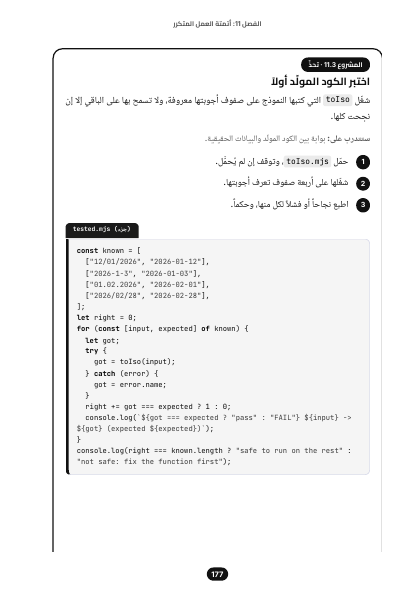 الفصل 11: أتمتة العمل المتكرر
المشروع 11.3 · تحدٍّ
اختبر الكود المولّد أولاً
شغّل toIso التي كتبها النموذج على صفوف أجوبتها معروفة، ولا تسمح بها على الباقي إلا إن
نجحت كلها.
ستتدرب على: بوابة بين الكود المولّد والبيانات الحقيقية.
1 حمّل toIso.mjs، وتوقف إن لم يُحمَّل.
2 شغّلها على أربعة صفوف تعرف أجوبتها.
3 اطبع نجاحاً أو فشلاً لكل منها، وحكماً.
tested.mjs (جزء)
const known = [
  ["12/01/2026", "2026-01-12"],
  ["2026-1-3", "2026-01-03"],
  ["01.02.2026", "2026-02-01"],
  ["2026/02/28", "2026-02-28"],
];
let right = 0;
for (const [input, expected] of known) {
  let got;
  try {
    got = toIso(input);
  } catch (error) {
    got = error.name;
  }
  right += got === expected ? 1 : 0;
  console.log(`${got === expected ? "pass" : "FAIL"} ${input} ->
${got} (expected ${expected})`);
}
console.log(right === known.length ? "safe to run on the rest" :
"not safe: fix the function first");
177